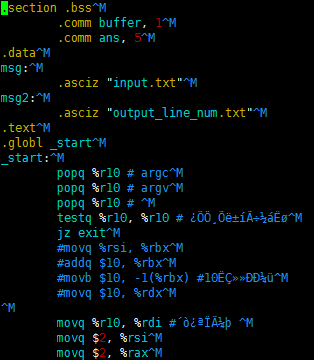 .section .bss^M
.comm buffer, 1^M
.comm ans, 5^M
.data^M
msg:^M
.asciz "input.txt"^M
msg2:^M
.asciz "output_line_num.txt"^M
.text^M
.globl _start^M
_start:^M
popq %r10 # argc^M
popq %r10 # argv^M
popq %r10 # ^M
testq %r10, %r10 # ¿ÕÖ¸Õë±íÃ÷½áÊø^M
jz exit^M
#movq %rsi, %rbx^M
#addq $10, %rbx^M
#movb $10, -1(%rbx) #10ÊÇ»»ÐÐ¼ü^M
#movq $10, %rdx^M
^M
movq %r10, %rdi #´ò¿ªÎÄ¼þ ^M
movq $2, %rsi^M
movq $2, %rax^M